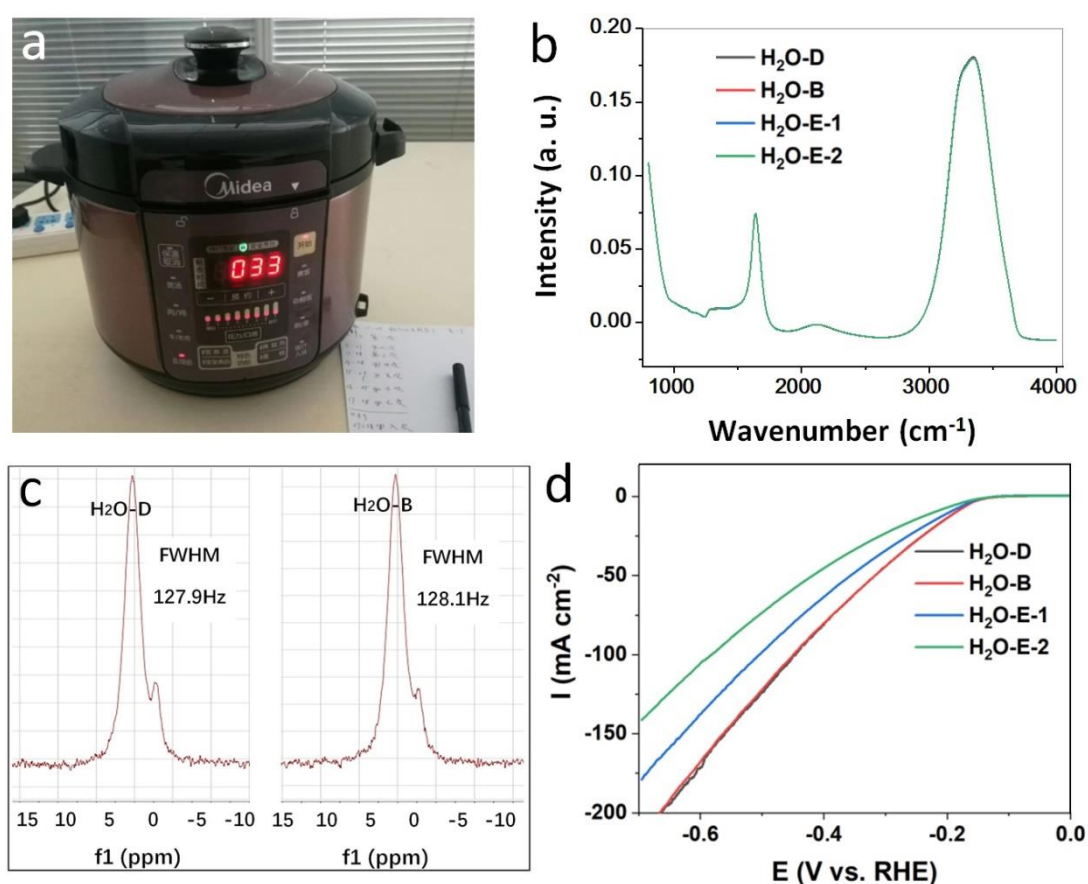 a
Midea
开始
033
b
Intensity (a. u.)
0.20
0.15
0.10
0.05
0.00
H₂O-D
H₂O-B
H₂O-E-1
H₂O-E-2
1000 2000 3000 4000
Wavenumber (cm⁻¹)
c
H₂O-D
FWHM
127.9Hz
15 10 5 0 -5 -10
f1 (ppm)
H₂O-B
FWHM
128.1Hz
15 10 5 0 -5 -10
f1 (ppm)
d
I (mA cm⁻²)
0
-50
-100
-150
-200
H₂O-D
H₂O-B
H₂O-E-1
H₂O-E-2
-0.6 -0.4 -0.2 0.0
E (V vs. RHE)